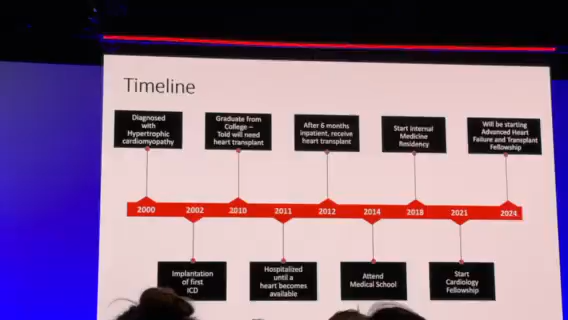 Timeline
Diagnosed
with
Hypertrophic
cardiomyopathy
Graduate from
College –
Told will need
heart transplant
After 6 months
inpatient, receive
heart transplant
Start Internal
Medicine
Residency
Will be starting
Advanced Heart
Failure and Transplant
Fellowship
2000 2002 2010 2011 2012 2014 2018 2021 2024
Implantation
of first
ICD
Hospitalized
until a
heart becomes
available
Attend
Medical School
Start
Cardiology
Fellowship